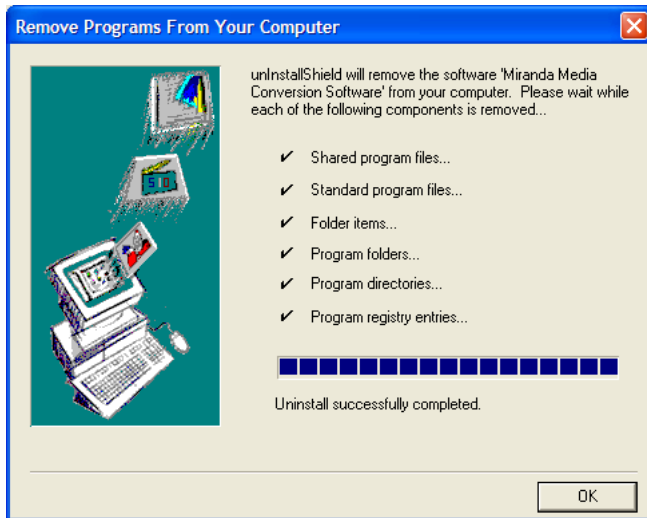 Remove Programs From Your Computer
unInstallShield will remove the software 'Miranda Media
Conversion Software' from your computer.  Please wait while
each of the following components is removed...
✔ Shared program files...
✔ Standard program files...
✔ Folder items...
✔ Program folders...
✔ Program directories...
✔ Program registry entries...
Uninstall successfully completed.
OK